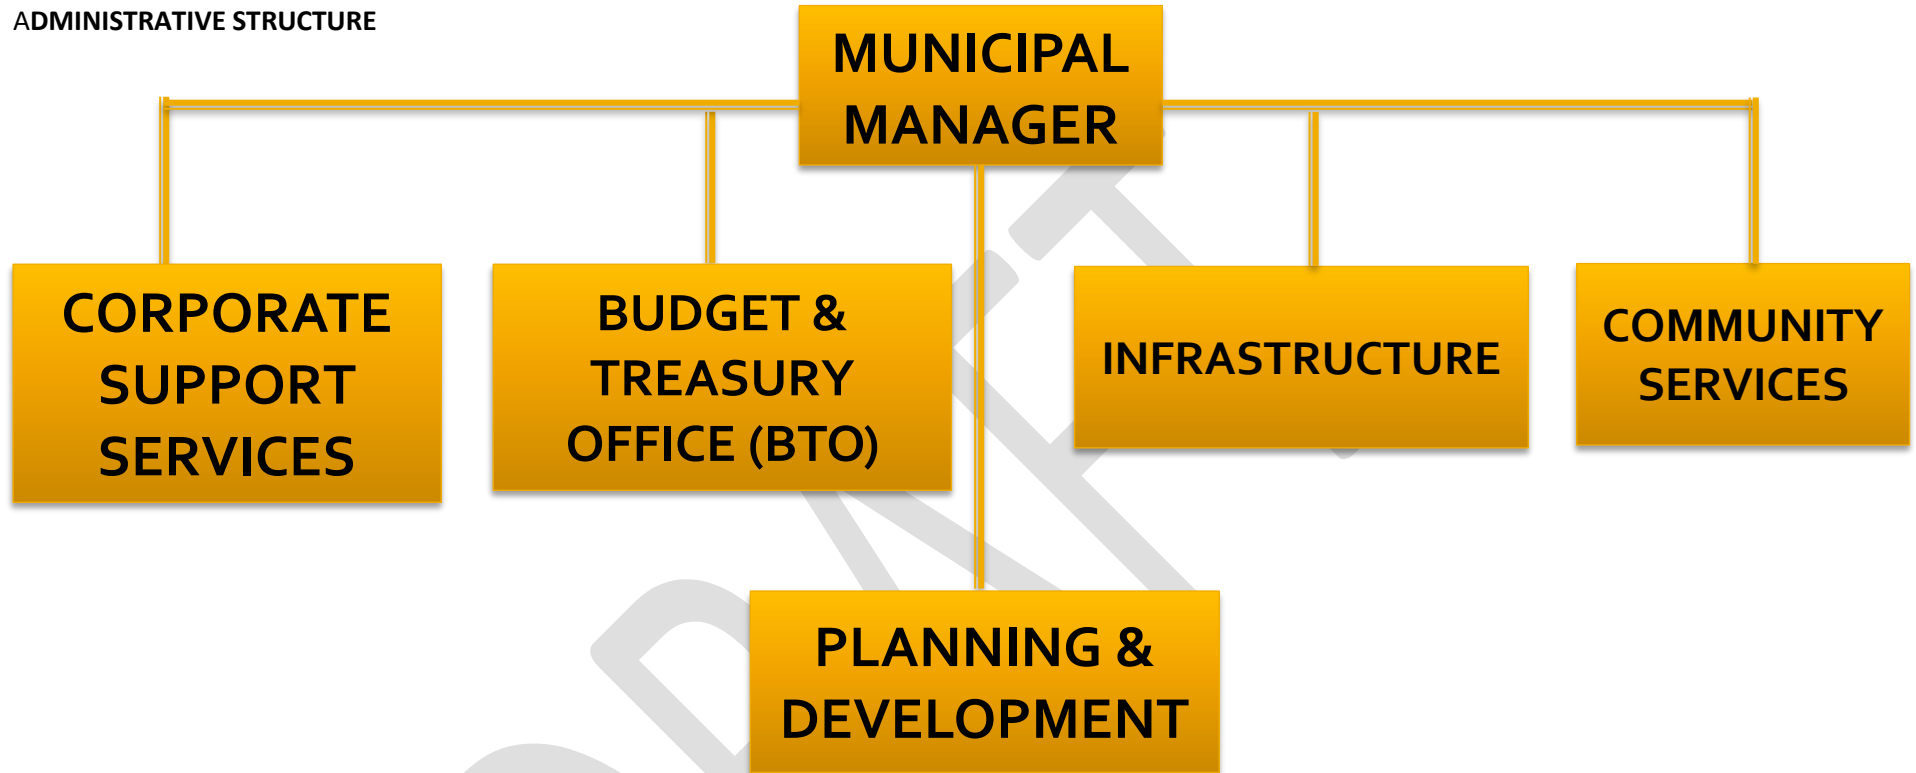 ADMINISTRATIVE STRUCTURE
MUNICIPAL
MANAGER
CORPORATE
SUPPORT
SERVICES
BUDGET &
TREASURY
OFFICE (BTO)
INFRASTRUCTURE
COMMUNITY
SERVICES
PLANNING &
DEVELOPMENT
DRAFT